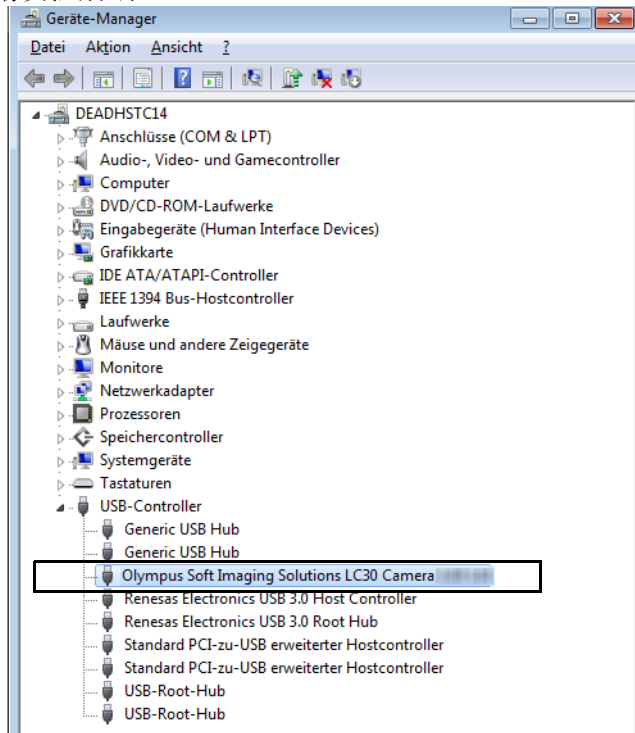 Geräte-Manager
Datei Aktion Ansicht ?
DEADHSTC14
Anschlüsse (COM & LPT)
Audio-, Video- und Gamecontroller
Computer
DVD/CD-ROM-Laufwerke
Eingabegeräte (Human Interface Devices)
Grafikkarte
IDE ATA/ATAPI-Controller
IEEE 1394 Bus-Hostcontroller
Laufwerke
Mäuse und andere Zeigegeräte
Monitore
Netzwerkadapter
Prozessoren
Speichercontroller
Systemgeräte
Tastaturen
USB-Controller
Generic USB Hub
Generic USB Hub
Olympus Soft Imaging Solutions LC30 Camera
Renesas Electronics USB 3.0 Host Controller
Renesas Electronics USB 3.0 Root Hub
Standard PCI-zu-USB erweiterter Hostcontroller
Standard PCI-zu-USB erweiterter Hostcontroller
USB-Root-Hub
USB-Root-Hub